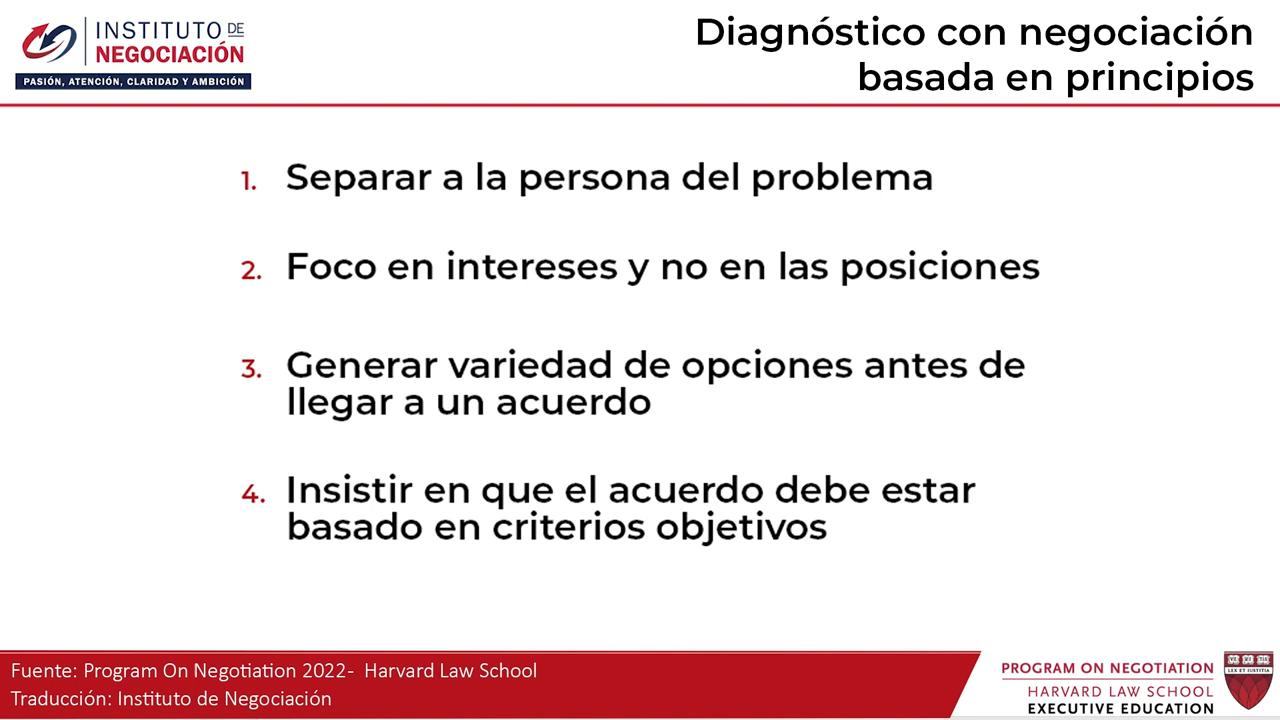 INSTITUTO DE
NEGOCIACIÓN
PASIÓN, ATENCIÓN, CLARIDAD Y AMBICIÓN
Diagnóstico con negociación
basada en principios
1. Separar a la persona del problema
2. Foco en intereses y no en las posiciones
3. Generar variedad de opciones antes de
llegar a un acuerdo
4. Insistir en que el acuerdo debe estar
basado en criterios objetivos
Fuente: Program On Negotiation 2022- Harvard Law School
Traducción: Instituto de Negociación
PROGRAM ON NEGOTIATION
HARVARD LAW SCHOOL
EXECUTIVE EDUCATION
LEX ET IUSTITIA